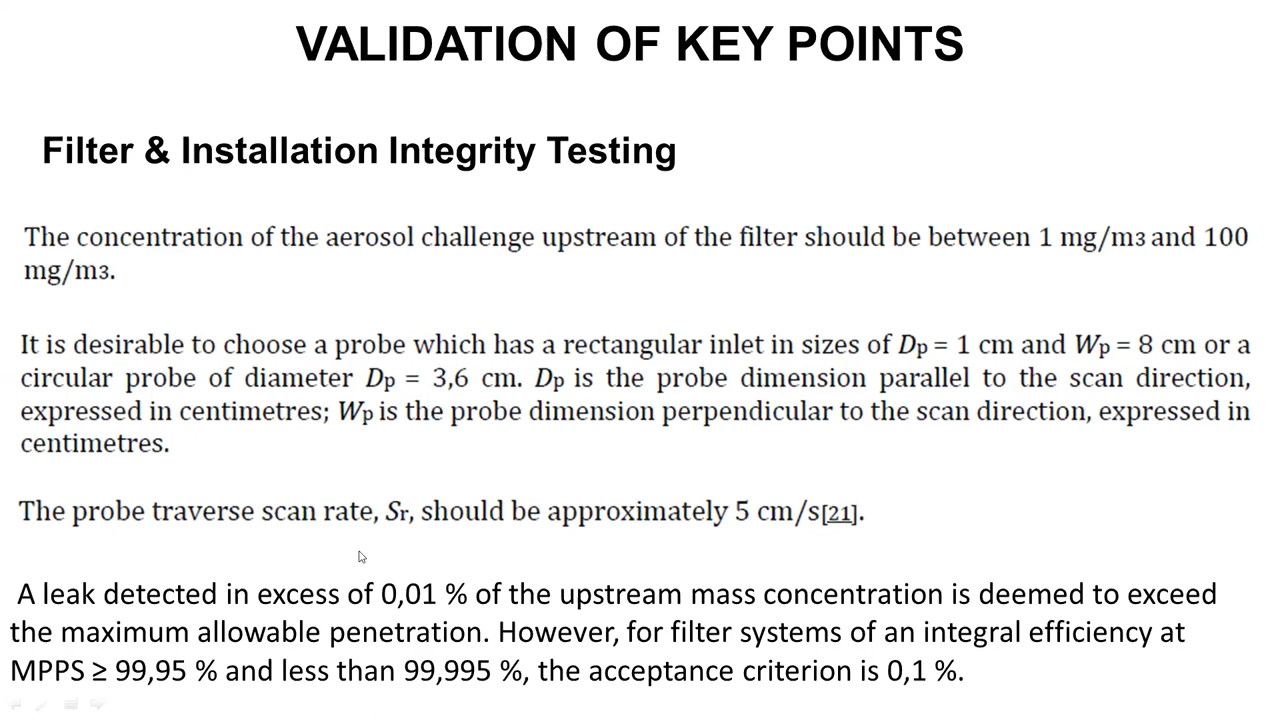 VALIDATION OF KEY POINTS
Filter & Installation Integrity Testing
The concentration of the aerosol challenge upstream of the filter should be between 1 mg/m3 and 100
mg/m3.
It is desirable to choose a probe which has a rectangular inlet in sizes of Dp = 1 cm and Wp = 8 cm or a
circular probe of diameter Dp = 3,6 cm. Dp is the probe dimension parallel to the scan direction,
expressed in centimetres; Wp is the probe dimension perpendicular to the scan direction, expressed in
centimetres.
The probe traverse scan rate, Sr, should be approximately 5 cm/s[21].
A leak detected in excess of 0,01 % of the upstream mass concentration is deemed to exceed
the maximum allowable penetration. However, for filter systems of an integral efficiency at
MPPS ≥ 99,95 % and less than 99,995 %, the acceptance criterion is 0,1 %.